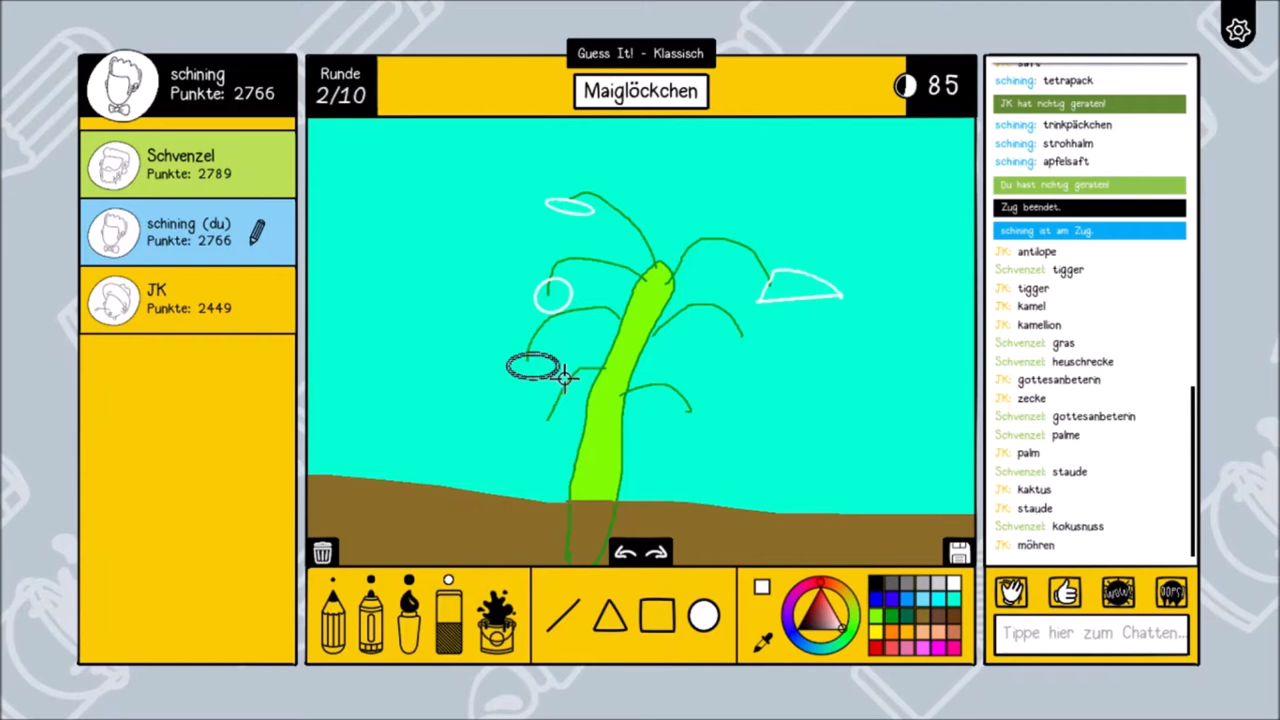 Guess It! - Klassisch
Maiglöckchen
Runde
2/10
85
schining
Punkte: 2766
Schvenzel
Punkte: 2789
schining (du)
Punkte: 2766
JK
Punkte: 2449
schining: tetrapack
JK hat richtig geraten!
schining: trinkpäckchen
schining: strohhalm
schining: apfelsaft
Du hast richtig geraten!
Zug beendet.
schining ist am Zug.
JK: antilope
Schvenzel: tigger
JK: tigger
JK: kamel
JK: kamellion
Schvenzel: gras
Schvenzel: heuschrecke
JK: gottesanbeterin
JK: zecke
Schvenzel: gottesanbeterin
Schvenzel: palme
JK: palm
Schvenzel: staude
JK: kaktus
JK: staude
Schvenzel: kokusnuss
JK: möhren
WOW!
OOPS!
Tippe hier zum Chatten...